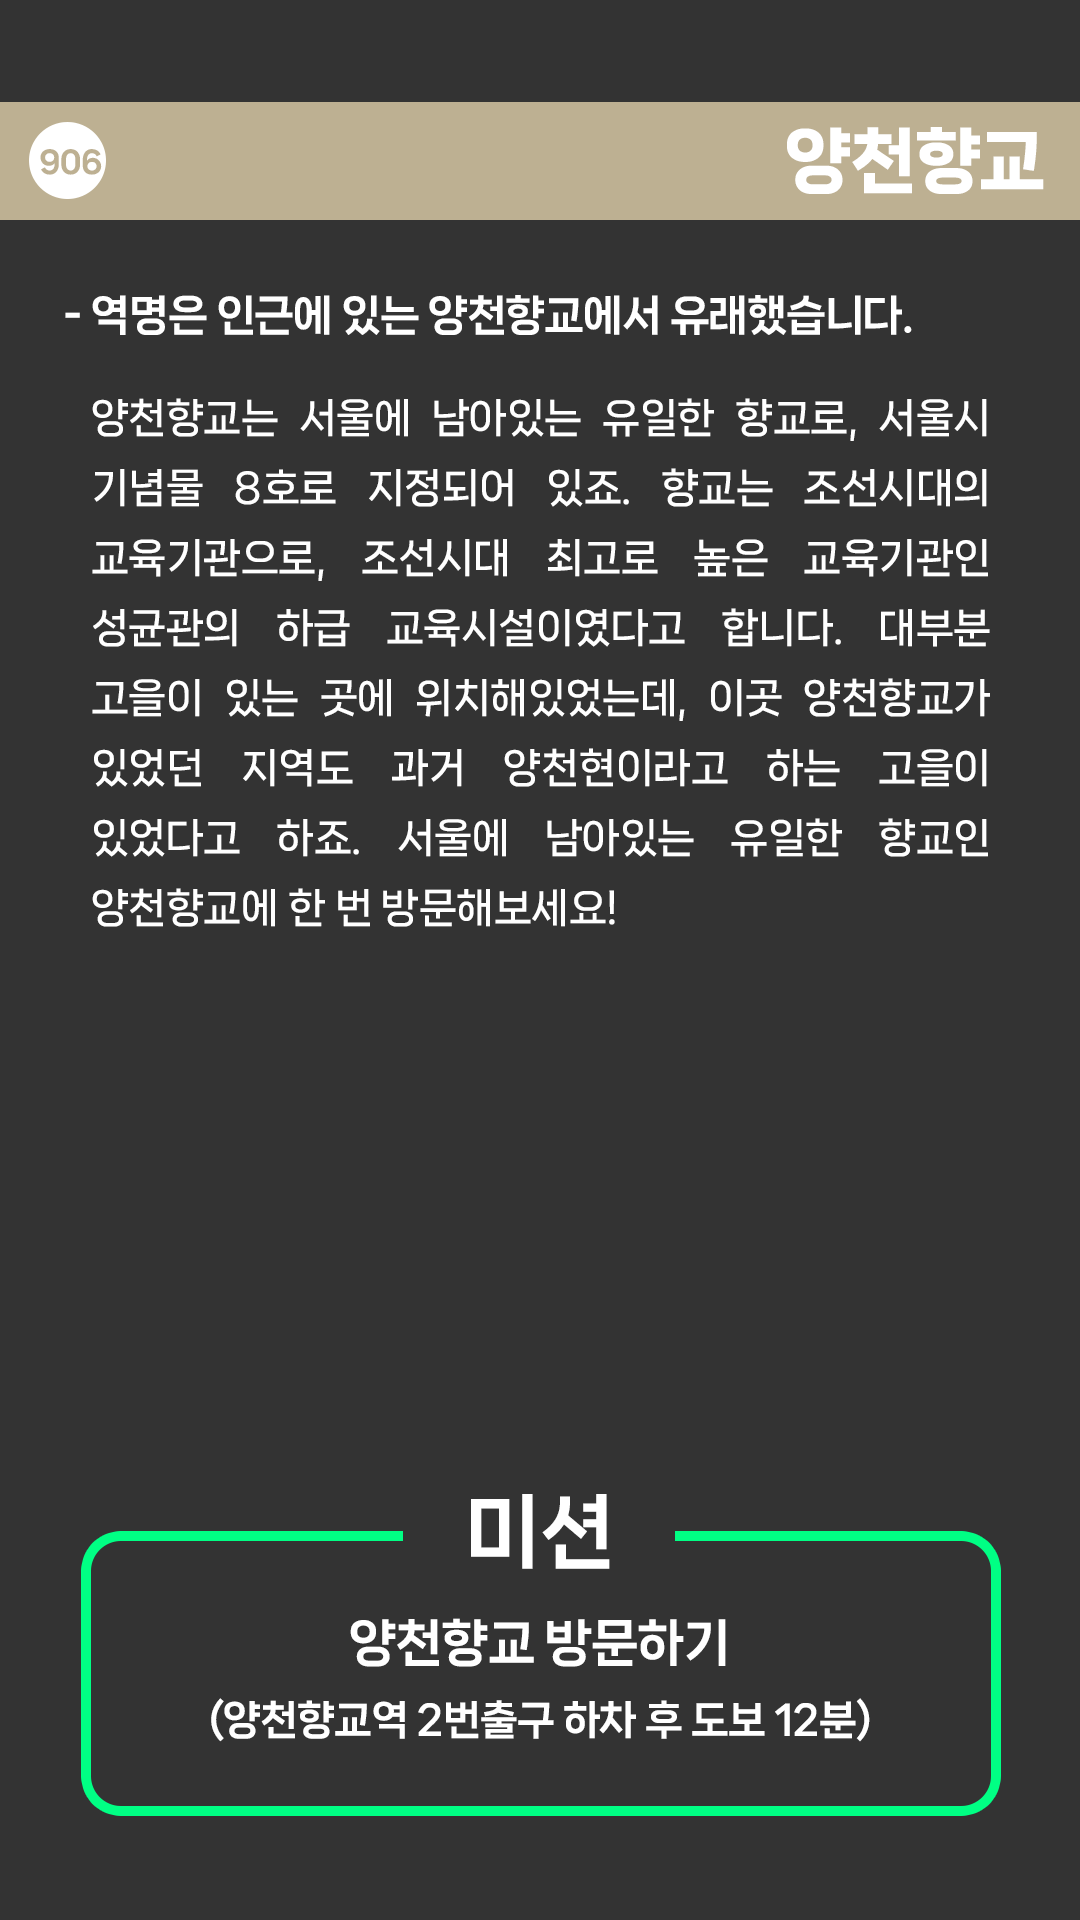 906
양천향교
- 역명은 인근에 있는 양천향교에서 유래했습니다.
양천향교는 서울에 남아있는 유일한 향교로, 서울시
기념물 8호로 지정되어 있죠. 향교는 조선시대의
교육기관으로, 조선시대 최고로 높은 교육기관인
성균관의 하급 교육시설이였다고 합니다. 대부분
고을이 있는 곳에 위치해있었는데, 이곳 양천향교가
있었던 지역도 과거 양천현이라고 하는 고을이
있었다고 하죠. 서울에 남아있는 유일한 향교인
양천향교에 한 번 방문해보세요!
미션
양천향교 방문하기
(양천향교역 2번출구 하차 후 도보 12분)